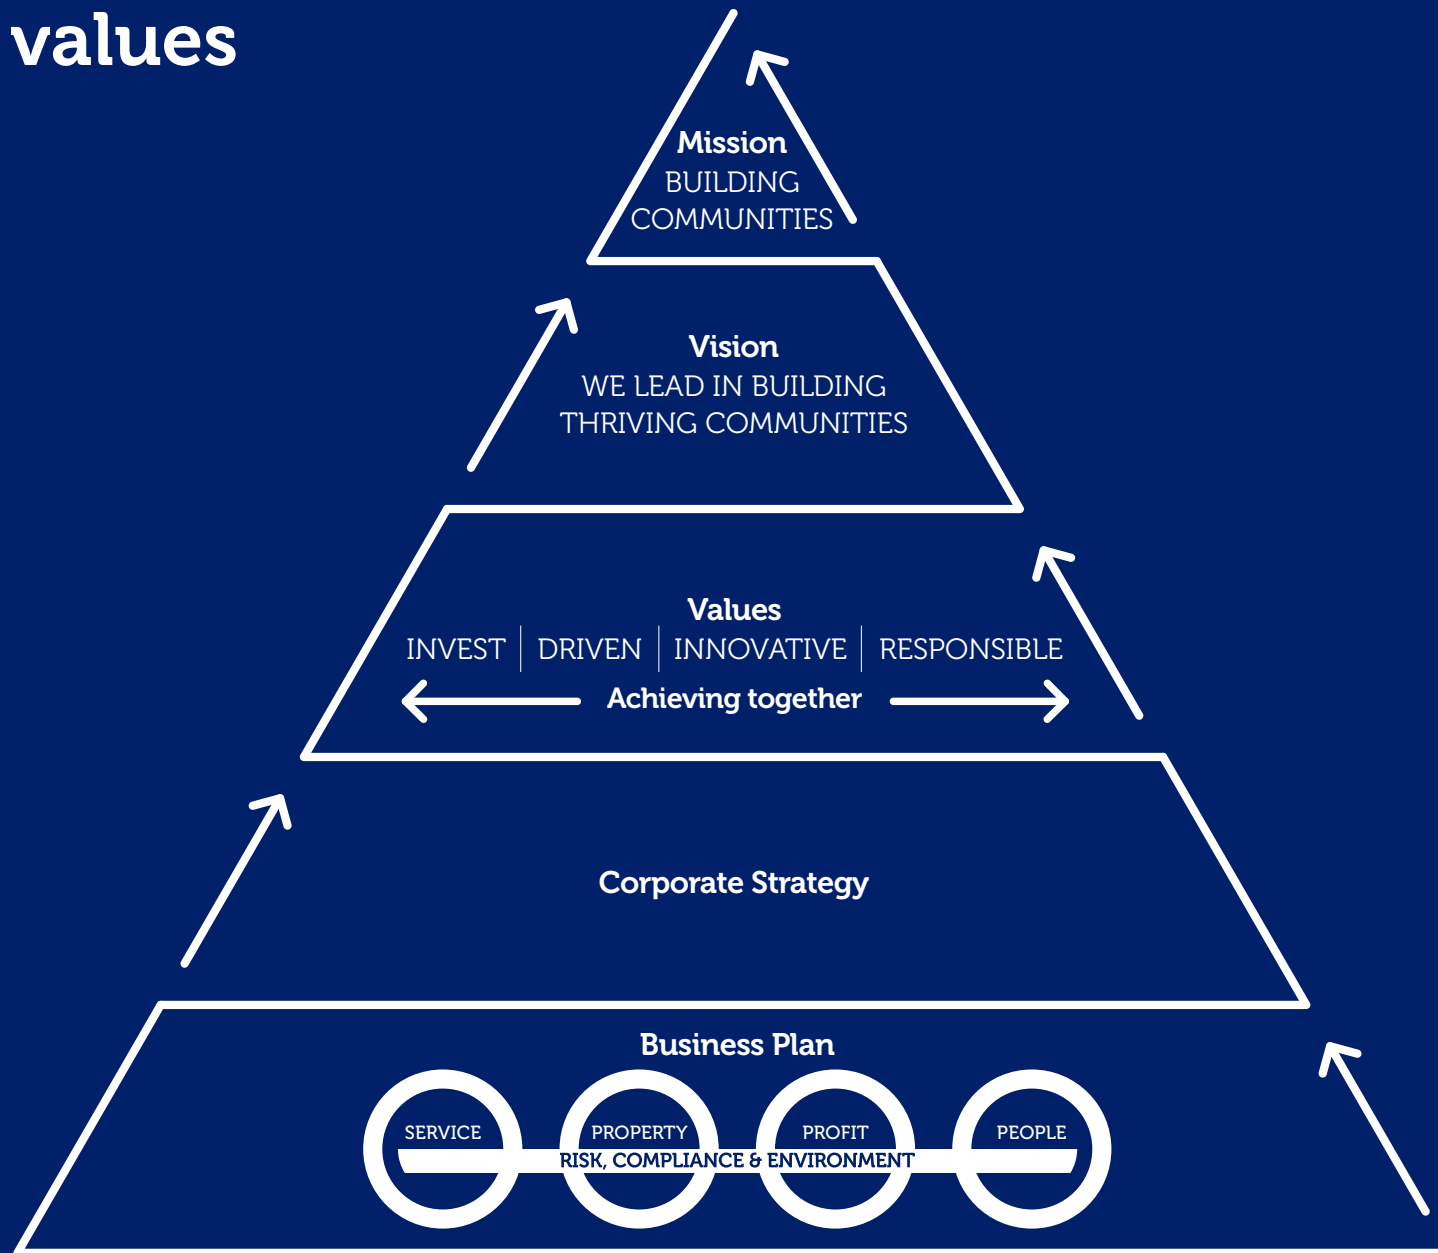 values
Mission
BUILDING
COMMUNITIES
Vision
WE LEAD IN BUILDING
THRIVING COMMUNITIES
Values
INVEST DRIVEN INNOVATIVE RESPONSIBLE
Achieving together
Corporate Strategy
Business Plan
SERVICE PROPERTY PROFIT PEOPLE
RISK, COMPLIANCE & ENVIRONMENT